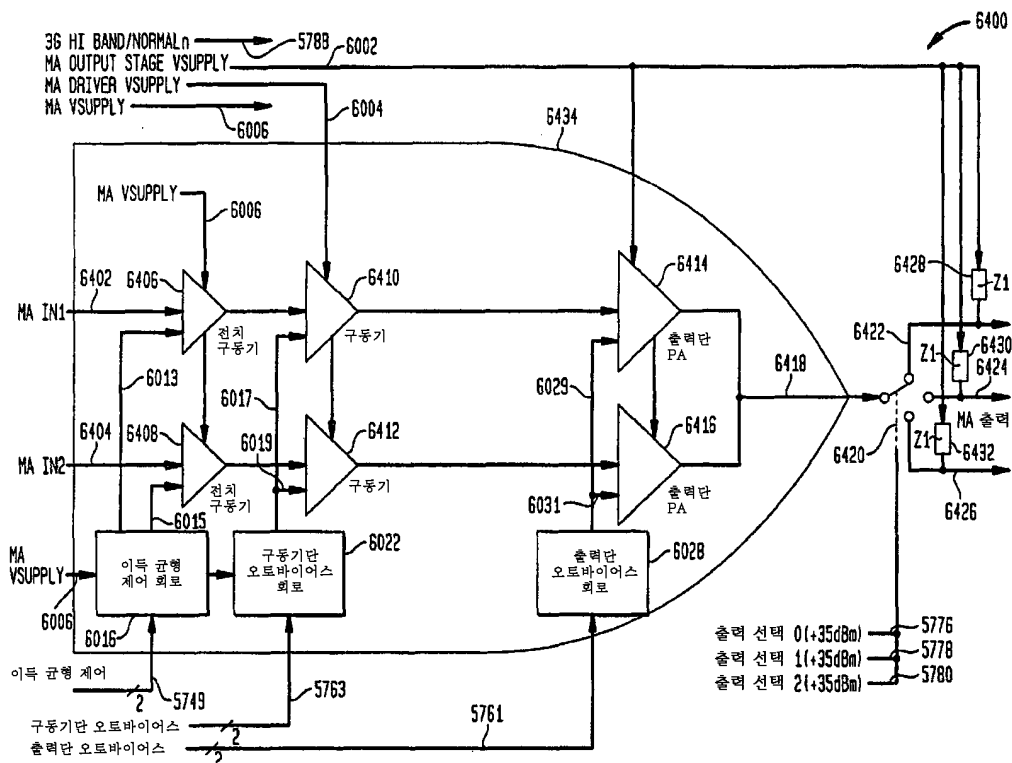 6400
3G HI BAND/NORMALn
578B
MA OUTPUT STAGE VSUPPLY
6002
MA DRIVER VSUPPLY
MA VSUPPLY
6006
6004
6434
MA VSUPPLY
6006
6428
Z1
6402
6406
6410
6414
MA IN1
전치
구동기
구동기
출력단
PA
6422
Z1
6430
6013
6017
6029
6418
6424
MA 출력
6404
6408
6019
6412
6416
6420
Z1
6432
MA IN2
전치
구동기
구동기
6031
출력단
PA
6426
6015
MA
VSUPPLY
이득 균형
제어 회로
구동기단
오토바이어스
회로
6022
출력단
오토바이어스
회로
6028
6006
6016
출력 선택 0(+35dBm)
5776
출력 선택 1(+35dBm)
5778
출력 선택 2(+35dBm)
5780
이득 균형 제어
2
5749
5763
구동기단 오토바이어스
2
5761
출력단 오토바이어스
2